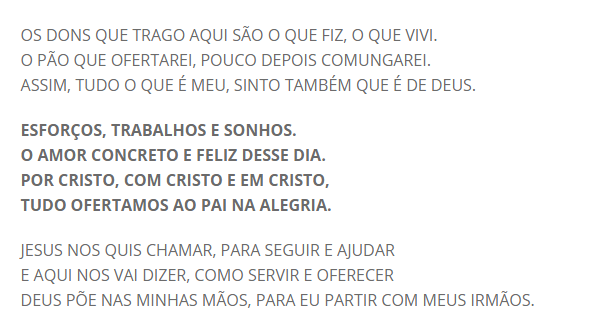 OS DONS QUE TRAGO AQUI SÃO O QUE FIZ, O QUE VIVI.
O PÃO QUE OFERTAREI, POUCO DEPOIS COMUNGAREI.
ASSIM, TUDO O QUE É MEU, SINTO TAMBÉM QUE É DE DEUS.
ESFORÇOS, TRABALHOS E SONHOS.
O AMOR CONCRETO E FELIZ DESSE DIA.
POR CRISTO, COM CRISTO E EM CRISTO,
TUDO OFERTAMOS AO PAI NA ALEGRIA.
JESUS NOS QUIS CHAMAR, PARA SEGUIR E AJUDAR
E AQUI NOS VAI DIZER, COMO SERVIR E OFERECER
DEUS PÕE NAS MINHAS MÃOS, PARA EU PARTIR COM MEUS IRMÃOS.